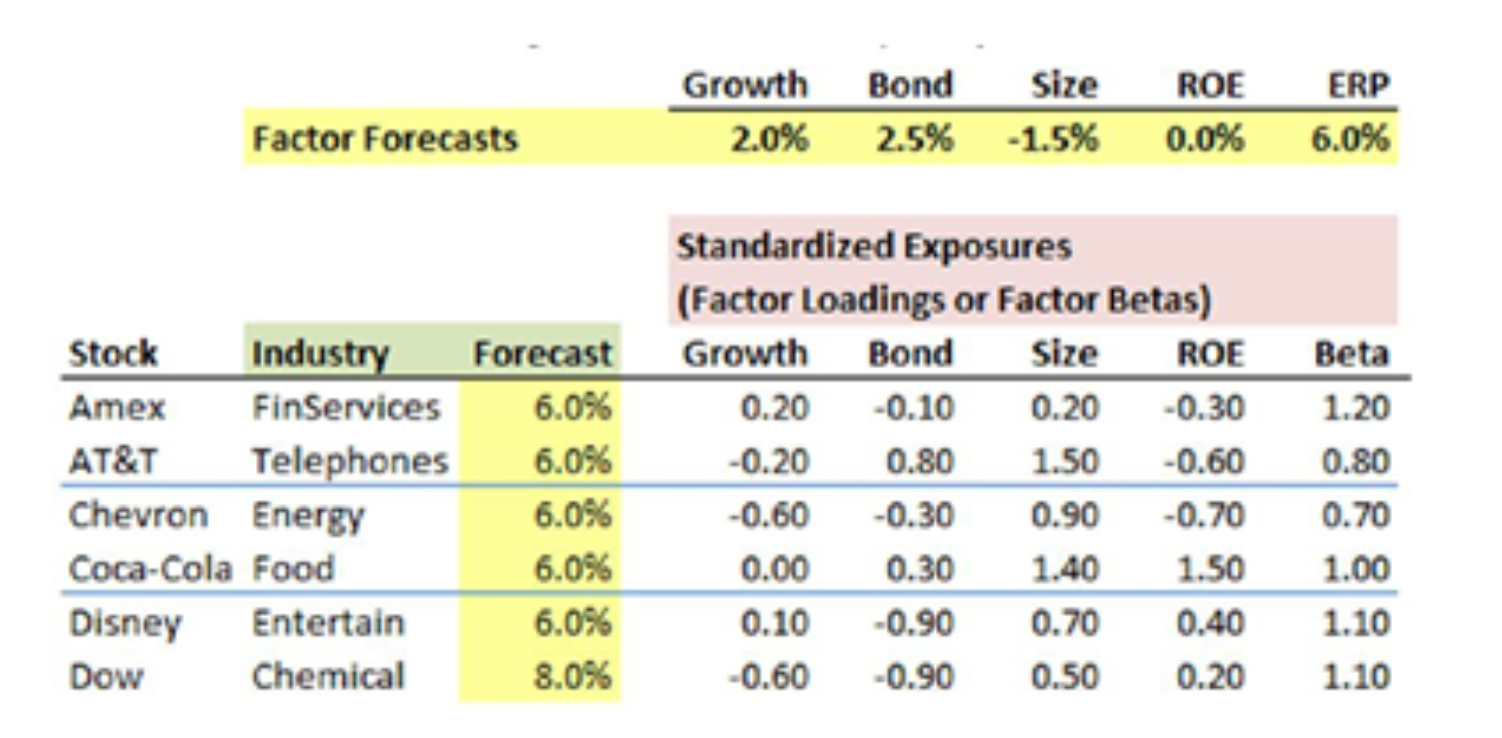 Growth Bond Size ROE ERP
Factor Forecasts 2.0% 2.5% -1.5% 0.0% 6.0%
Standardized Exposures
(Factor Loadings or Factor Betas)
Stock Industry Forecast Growth Bond Size ROE Beta
Amex FinServices 6.0% 0.20 -0.10 0.20 -0.30 1.20
AT&T Telephones 6.0% -0.20 0.80 1.50 -0.60 0.80
Chevron Energy 6.0% -0.60 -0.30 0.90 -0.70 0.70
Coca-Cola Food 6.0% 0.00 0.30 1.40 1.50 1.00
Disney Entertain 6.0% 0.10 -0.90 0.70 0.40 1.10
Dow Chemical 8.0% -0.60 -0.90 0.50 0.20 1.10